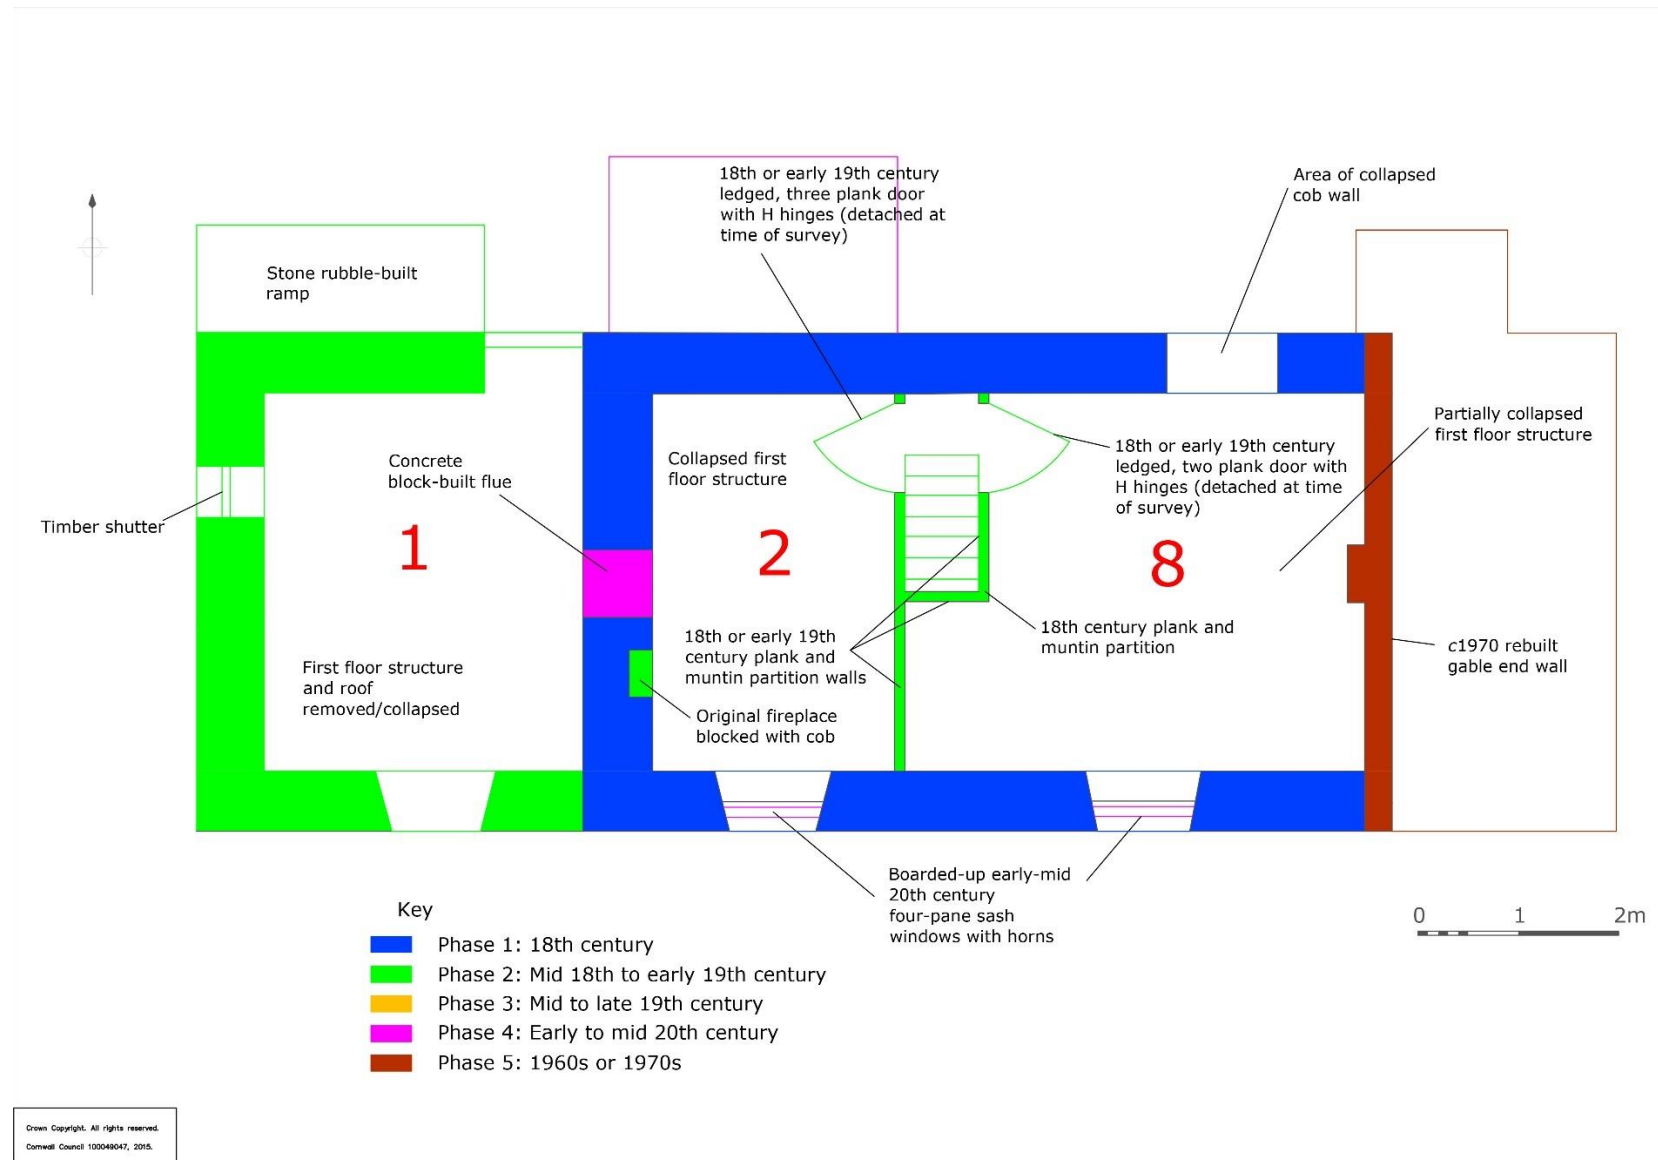 18th or early 19th century
ledged, three plank door
with H hinges (detached at
time of survey)
Area of collapsed
cob wall
Stone rubble-built
ramp
Partially collapsed
first floor structure
18th or early 19th century
ledged, two plank door with
H hinges (detached at time
of survey)
Concrete
block-built flue
Collapsed first
floor structure
Timber shutter
1
2
8
18th or early 19th
century plank and
muntin partition walls
18th century plank and
muntin partition
c1970 rebuilt
gable end wall
First floor structure
and roof
removed/collapsed
Original fireplace
blocked with cob
Boarded-up early-mid
20th century
four-pane sash
windows with horns
0 1 2m
Key
Phase 1: 18th century
Phase 2: Mid 18th to early 19th century
Phase 3: Mid to late 19th century
Phase 4: Early to mid 20th century
Phase 5: 1960s or 1970s
Crown Copyright. All rights reserved.
Cornwall Council 100049047, 2015.